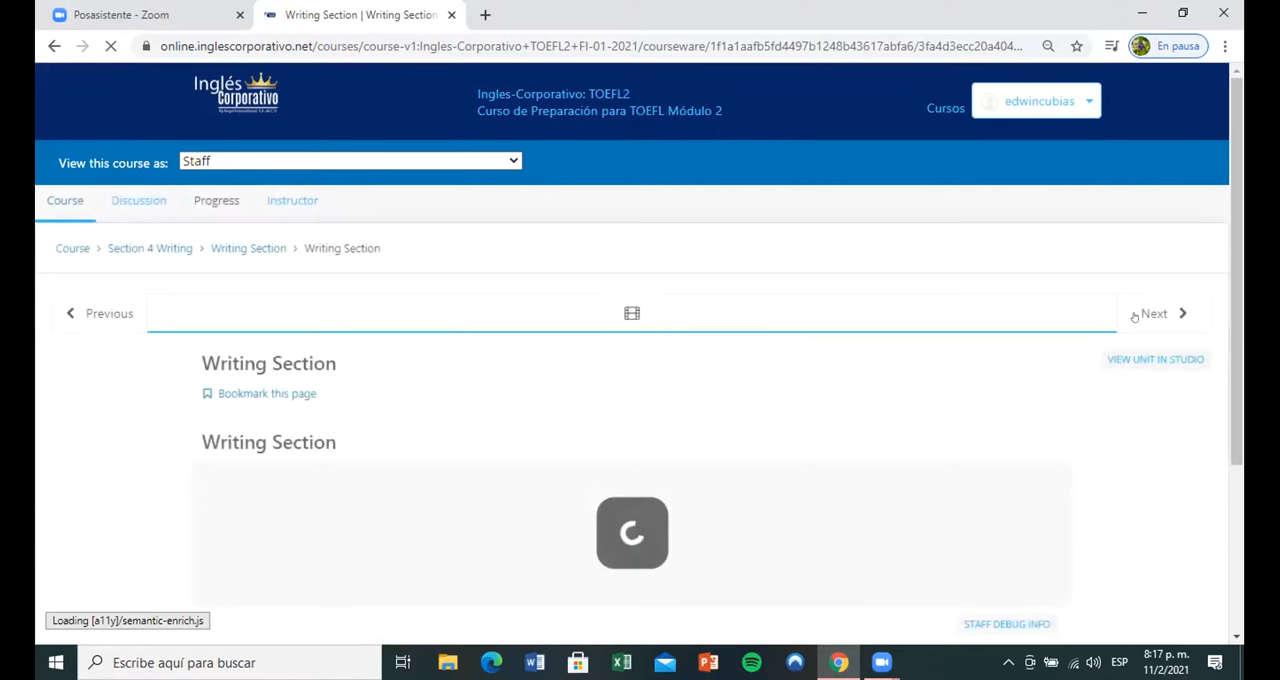 Posasistente - Zoom
Writing Section | Writing Section
online.inglescorporativo.net/courses/course-v1:Ingles-Corporativo+TOEFL2+FI-01-2021/courseware/1f1a1aafb5fd4497b1248b43617abfa6/3fa4d3ecc20a404...
En pausa
Inglés
Corporativo
Ingles-Corporativo: TOEFL2
Curso de Preparación para TOEFL Módulo 2
Cursos
edwincubias
View this course as:
Staff
Course
Discussion
Progress
Instructor
Course > Section 4 Writing > Writing Section > Writing Section
Previous
Next
Writing Section
VIEW UNIT IN STUDIO
Bookmark this page
Writing Section
Loading [a11y]/semantic-enrich.js
STAFF DEBUG INFO
Escribe aquí para buscar
ESP
8:17 p. m.
11/2/2021